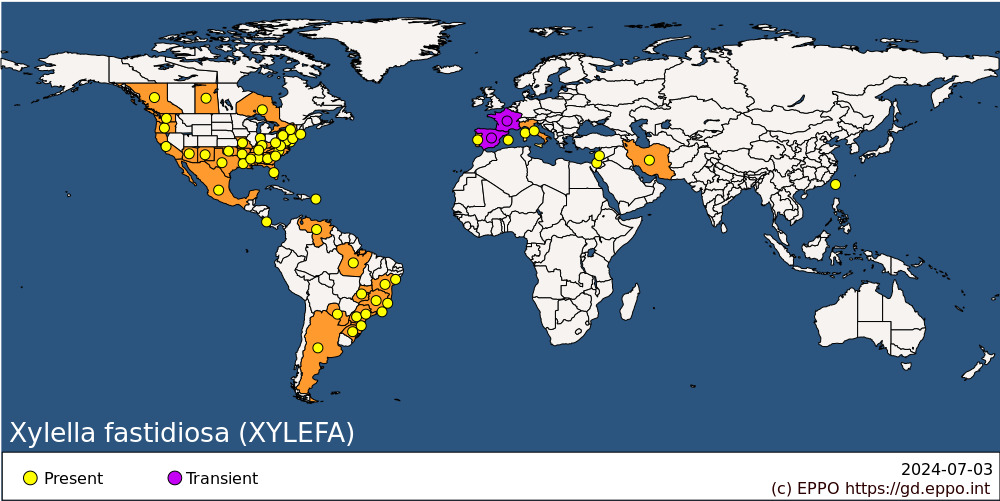 Xylella fastidiosa (XYLEFA)
Present
Transient
2024-07-03
(c) EPPO https://gd.eppo.int